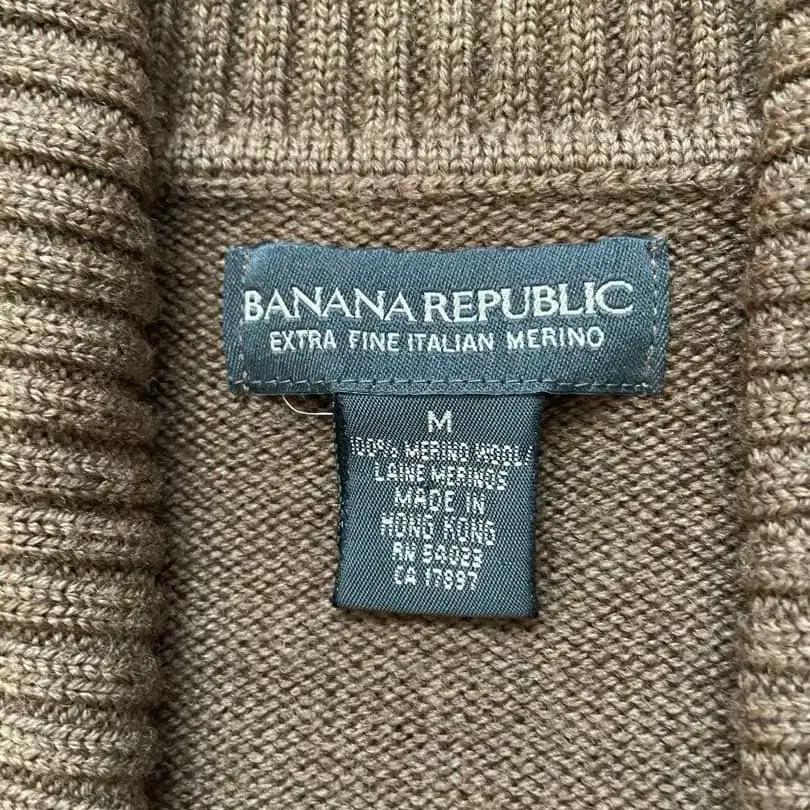 BANANA REPUBLIC
EXTRA FINE ITALIAN MERINO
M
100% MERINO WOOL/
LAINE MERINOS
MADE IN
HONG KONG
RN 54023
CA 17897